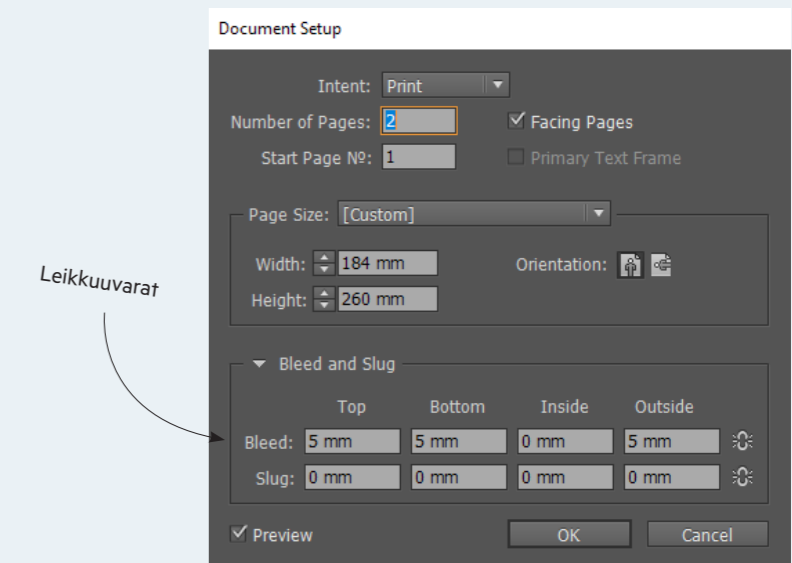 Document Setup
Intent: Print
Number of Pages: 2 Facing Pages
Start Page Nº: 1 Primary Text Frame
Page Size: [Custom]
Width: 184 mm Orientation:
Height: 260 mm
Leikkuuvarat
Bleed and Slug
Top Bottom Inside Outside
Bleed: 5 mm 5 mm 0 mm 5 mm
Slug: 0 mm 0 mm 0 mm 0 mm
Preview OK Cancel